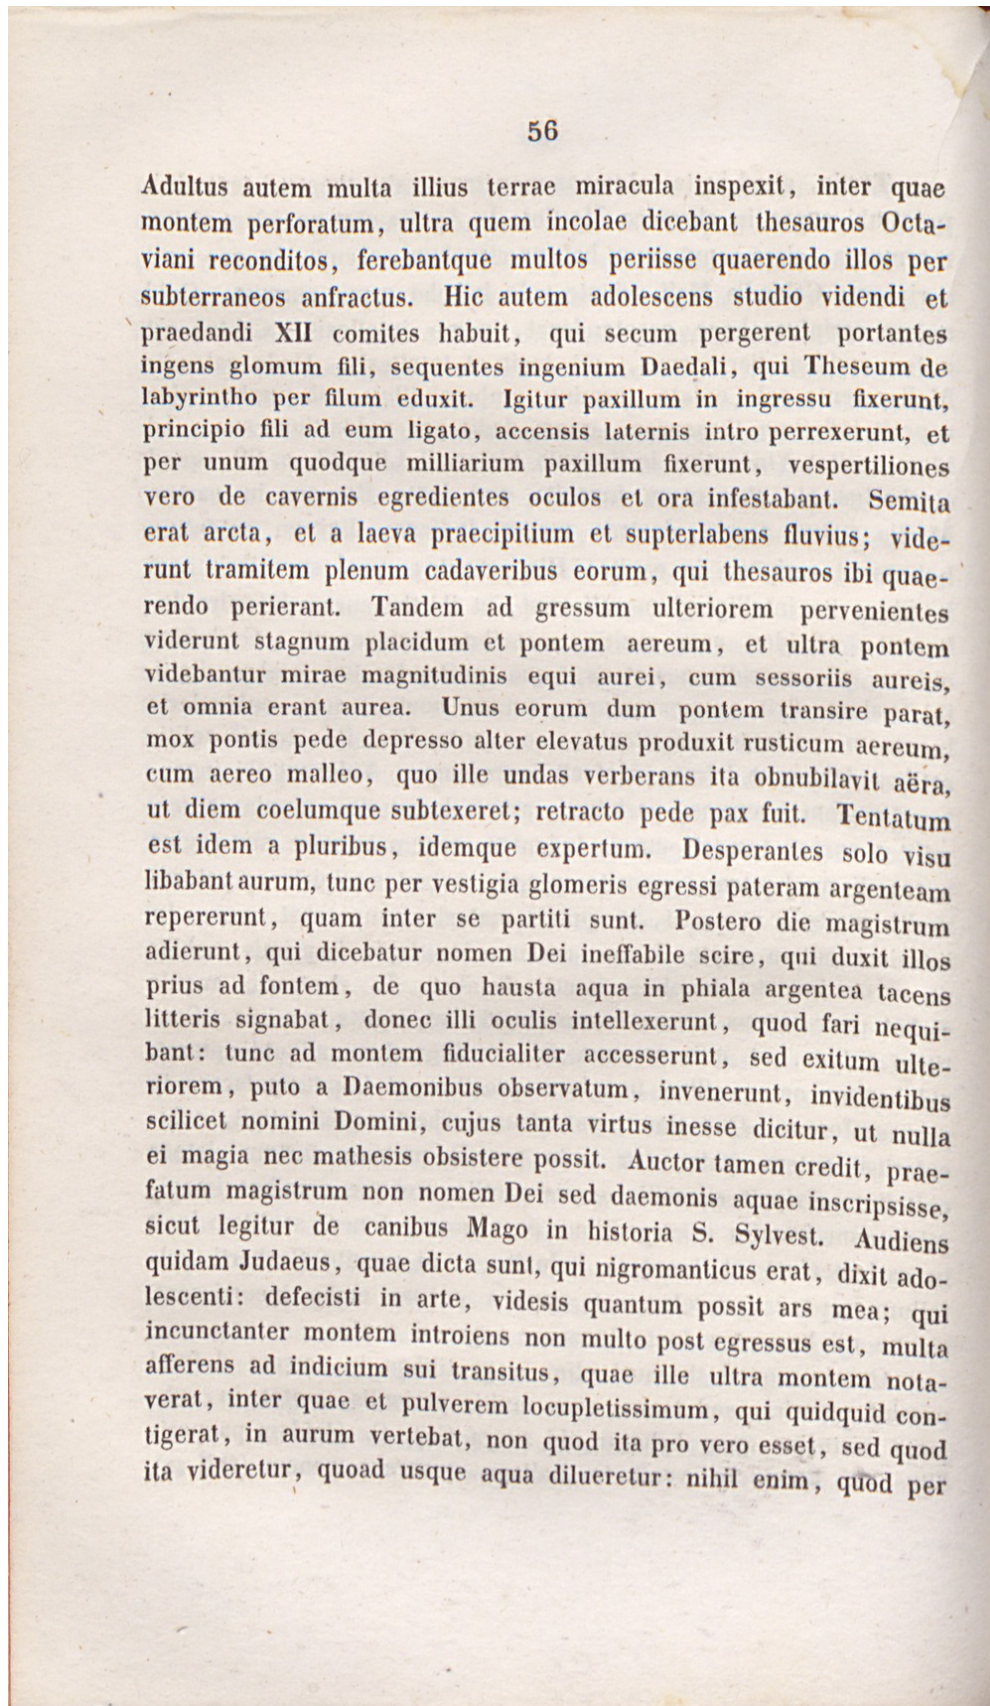 56
Adultus autem multa illius terrae miracula inspexit, inter quae
montem perforatum, ultra quem incolae dicebant thesauros Octa-
viani reconditos, ferebantque multos periisse quaerendo illos per
subterraneos anfractus. Hic autem adolescens studio videndi et
praedandi XII comites habuit, qui secum pergerent portantes
ingens glomum fili, sequentes ingenium Daedali, qui Theseum de
labyrintho per filum eduxit. Igitur paxillum in ingressu fixerunt,
principio fili ad eum ligato, accensis laternis intro perrexerunt, et
per unum quodque milliarium paxillum fixerunt, vespertiliones
vero de cavernis egredientes oculos et ora infestabant. Semita
erat arcta, et a laeva praecipitium et supterlabens fluvius; vide-
runt tramitem plenum cadaveribus eorum, qui thesauros ibi quae-
rendo perierant. Tandem ad gressum ulteriorem pervenientes
viderunt stagnum placidum et pontem aereum, et ultra pontem
videbantur mirae magnitudinis equi aurei, cum sessoriis aureis,
et omnia erant aurea. Unus eorum dum pontem transire parat,
mox pontis pede depresso alter elevatus produxit rusticum aereum,
cum aereo malleo, quo ille undas verberans ita obnubilavit aëra,
ut diem coelumque subtexeret; retracto pede pax fuit. Tentatum
est idem a pluribus, idemque expertum. Desperantes solo visu
libabant aurum, tunc per vestigia glomeris egressi pateram argenteam
repererunt, quam inter se partiti sunt. Postero die magistrum
adierunt, qui dicebatur nomen Dei ineffabile scire, qui duxit illos
prius ad fontem, de quo hausta aqua in phiala argentea tacens
litteris signabat, donec illi oculis intellexerunt, quod fari nequi-
bant: tunc ad montem fiducialiter accesserunt, sed exitum ulte-
riorem, puto a Daemonibus observatum, invenerunt, invidentibus
scilicet nomini Domini, cujus tanta virtus inesse dicitur, ut nulla
ei magia nec mathesis obsistere possit. Auctor tamen credit, prae-
fatum magistrum non nomen Dei sed daemonis aquae inscripsisse,
sicut legitur de canibus Mago in historia S. Sylvest. Audiens
quidam Judaeus, quae dicta sunt, qui nigromanticus erat, dixit ado-
lescenti: defecisti in arte, videsis quantum possit ars mea; qui
incunctanter montem introiens non multo post egressus est, multa
afferens ad indicium sui transitus, quae ille ultra montem nota-
verat, inter quae et pulverem locupletissimum, qui quidquid con-
tigerat, in aurum vertebat, non quod ita pro vero esset, sed quod
ita videretur, quoad usque aqua dilueretur: nihil enim, quod per